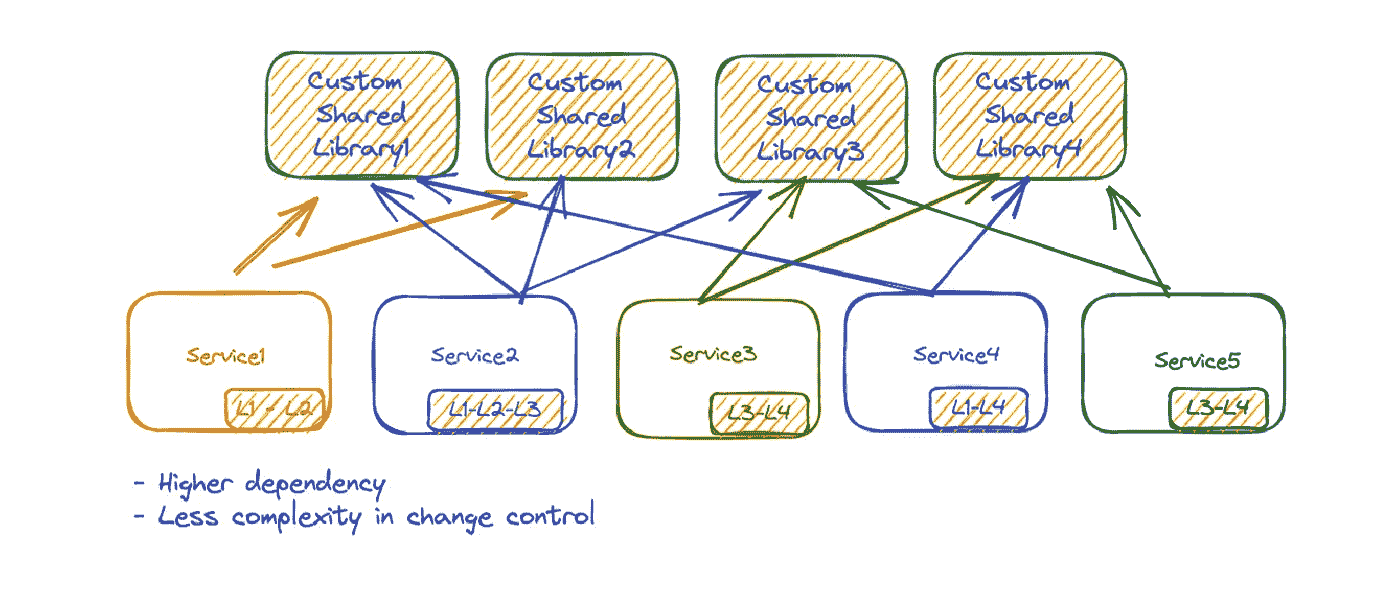 Custom
Shared
Library1
Custom
Shared
Library2
Custom
Shared
Library3
Custom
Shared
Library4
Service1
L1 - L2
Service2
L1-L2-L3
Service3
L3-L4
Service4
L1-L4
Service5
L3-L4
- Higher dependency
- Less complexity in change control